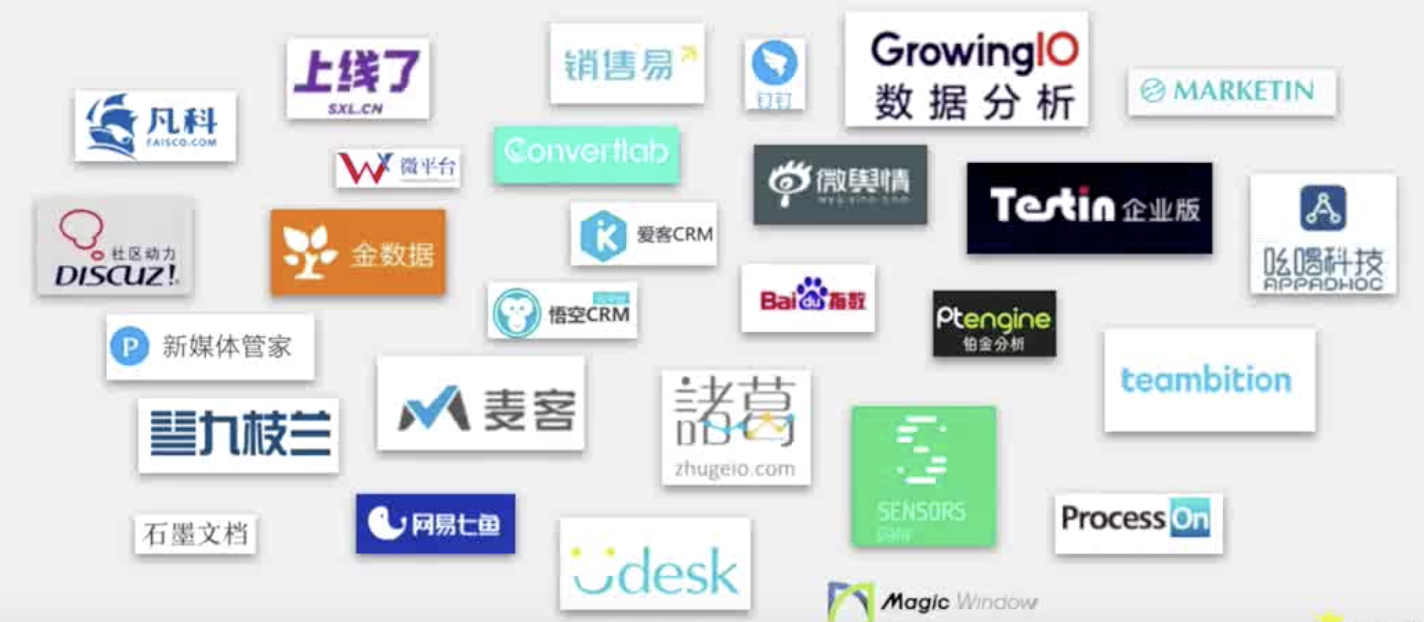 上线了
SXL.CN
销售易
钉钉
GrowingIO
数据分析
MARKETIN
凡科
FAISCO.COM
微平台
Convertlab
微舆情
Testin 企业版
吆喝科技
APPADHOC
社区动力
DISCUZ!
金数据
爱客CRM
悟空CRM
Baidu指数
Ptengine
铂金分析
P 新媒体管家
teambition
麦客
九枝兰
諸葛
zhugeio.com
SENSORS
石墨文档
网易七鱼
Udesk
ProcessOn
Magic Window